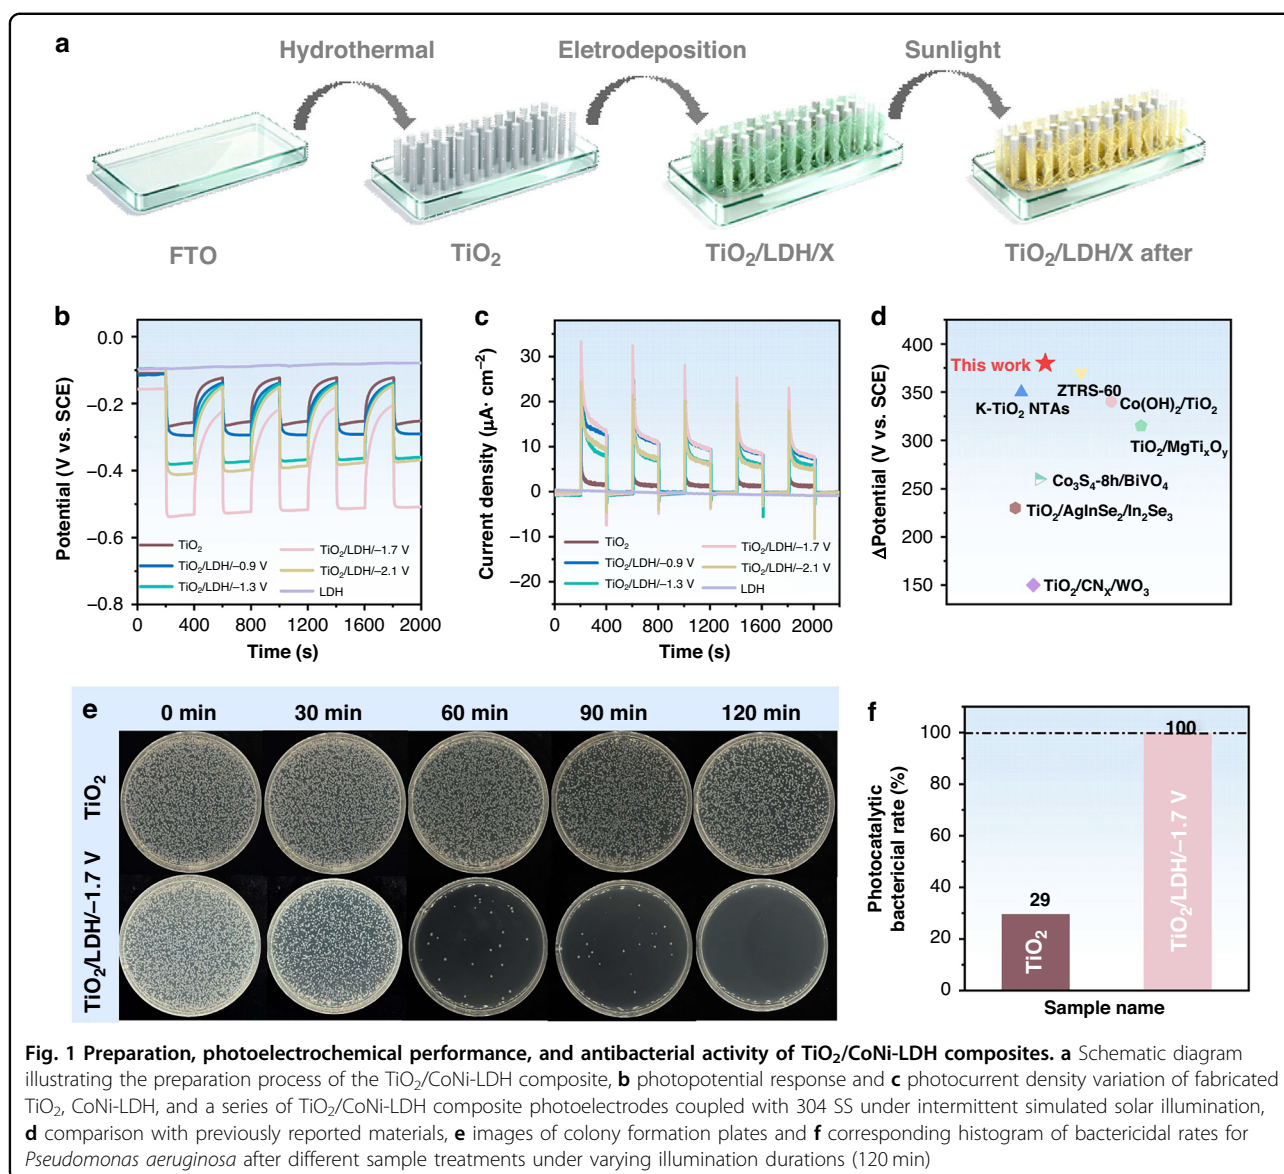 a
Hydrothermal
Eletrodeposition
Sunlight
FTO
TiO₂
TiO₂/LDH/X
TiO₂/LDH/X after
b
Potential (V vs. SCE)
0.0
−0.2
−0.4
−0.6
−0.8
TiO₂
TiO₂/LDH/−0.9 V
TiO₂/LDH/−1.3 V
TiO₂/LDH/−1.7 V
TiO₂/LDH/−2.1 V
LDH
0 400 800 1200 1600 2000
Time (s)
c
Current density (μA· cm⁻²)
30
20
10
0
−10
−20
TiO₂
TiO₂/LDH/−0.9 V
TiO₂/LDH/−1.3 V
TiO₂/LDH/−1.7 V
TiO₂/LDH/−2.1 V
LDH
0 400 800 1200 1600 2000
Time (s)
d
ΔPotential (V vs. SCE)
400
350
300
250
200
150
This work
ZTRS-60
K-TiO₂ NTAs
Co(OH)₂/TiO₂
TiO₂/MgTiₓOᵧ
Co₃S₄-8h/BiVO₄
TiO₂/AgInSe₂/In₂Se₃
TiO₂/CNₓ/WO₃
e
0 min 30 min 60 min 90 min 120 min
TiO₂
TiO₂/LDH/−1.7 V
f
Photocatalytic
bactericial rate (%)
100
80
60
40
20
0
29
100
TiO₂
TiO₂/LDH/−1.7 V
Sample name
Fig. 1 Preparation, photoelectrochemical performance, and antibacterial activity of TiO₂/CoNi-LDH composites. a Schematic diagram
illustrating the preparation process of the TiO₂/CoNi-LDH composite, b photopotential response and c photocurrent density variation of fabricated
TiO₂, CoNi-LDH, and a series of TiO₂/CoNi-LDH composite photoelectrodes coupled with 304 SS under intermittent simulated solar illumination,
d comparison with previously reported materials, e images of colony formation plates and f corresponding histogram of bactericidal rates for
Pseudomonas aeruginosa after different sample treatments under varying illumination durations (120 min)